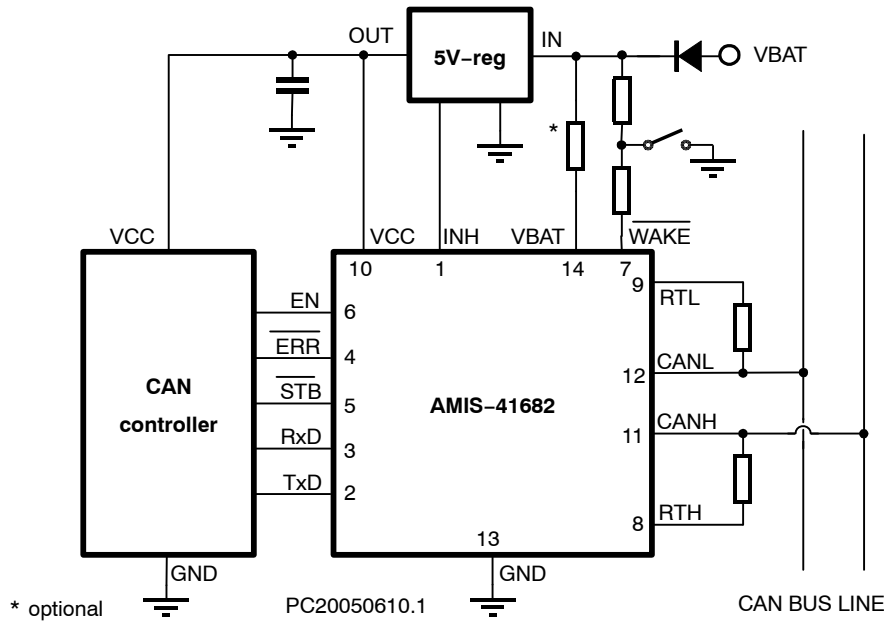 OUT
5V−reg
IN
VBAT
*
VCC
VCC
INH
VBAT
WAKE
10
1
14
7
9
RTL
EN
6
ERR
4
12
CANL
CAN
controller
STB
5
AMIS−41682
RxD
3
11
CANH
TxD
2
8
RTH
13
GND
GND
* optional
PC20050610.1
CAN BUS LINE